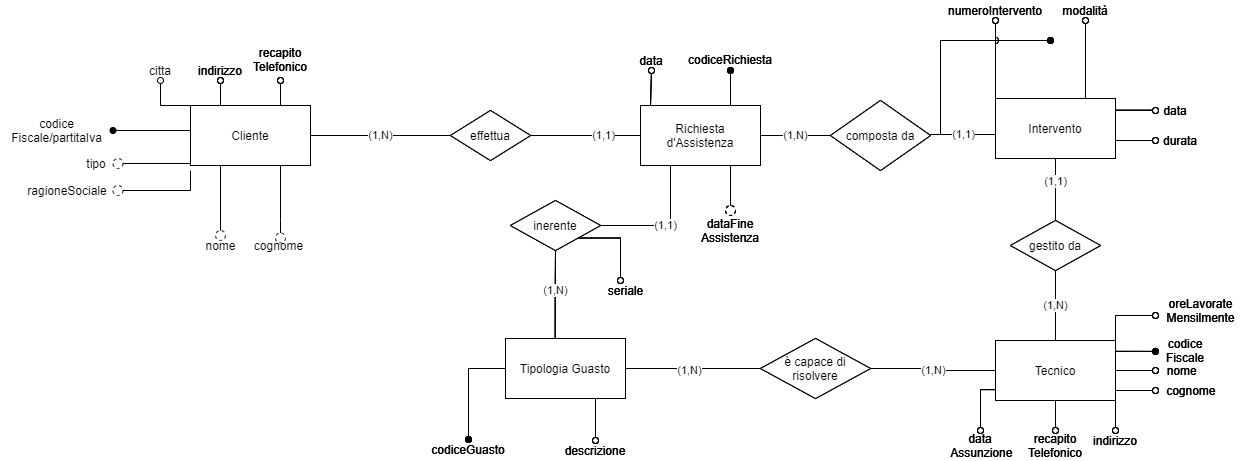 numeroIntervento
modalità
recapito
Telefonico
citta
indirizzo
data
codiceRichiesta
codice
Fiscale/partitaIva
Cliente
(1,N)
effettua
(1,1)
Richiesta
d'Assistenza
(1,N)
composta da
(1,1)
Intervento
data
durata
tipo
ragioneSociale
nome
cognome
(1,1)
inerente
(1,1)
dataFine
Assistenza
gestito da
seriale
(1,N)
(1,N)
oreLavorate
Mensilmente
Tipologia Guasto
(1,N)
è capace di
risolvere
(1,N)
Tecnico
codice
Fiscale
nome
cognome
codiceGuasto
descrizione
data
Assunzione
recapito
Telefonico
indirizzo